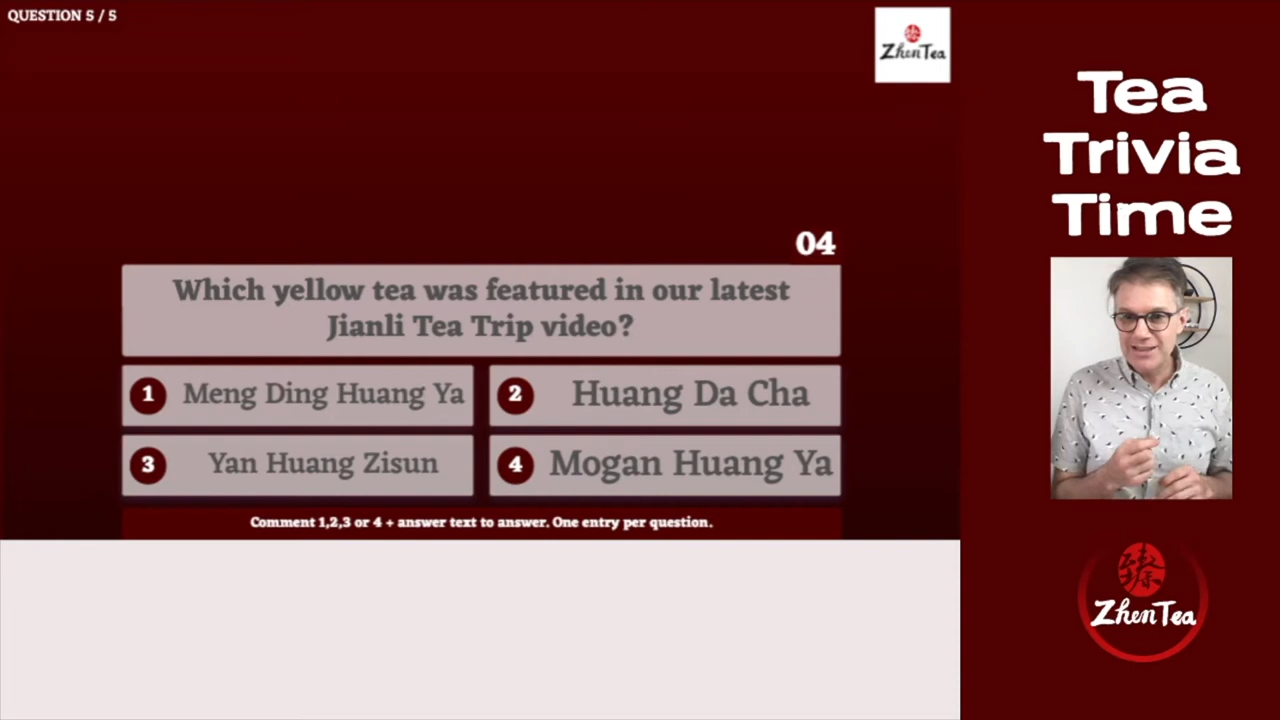 QUESTION 5 / 5
臻
ZhenTea
04
Which yellow tea was featured in our latest
Jianli Tea Trip video?
1 Meng Ding Huang Ya
2 Huang Da Cha
3 Yan Huang Zisun
4 Mogan Huang Ya
Comment 1,2,3 or 4 + answer text to answer. One entry per question.
Tea
Trivia
Time
臻
ZhenTea